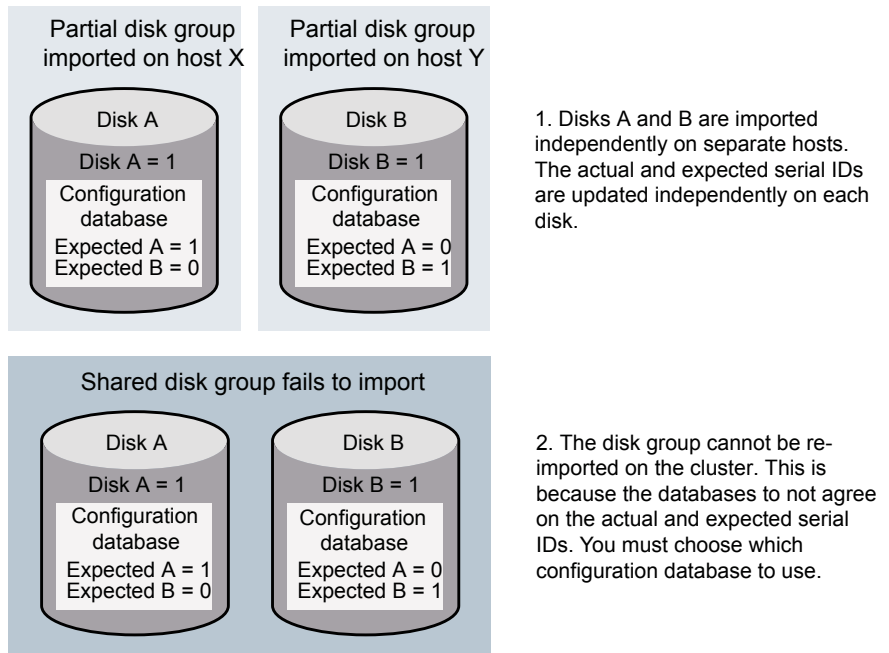 Partial disk group
imported on host X
Partial disk group
imported on host Y
Disk A
Disk A = 1
Configuration
database
Expected A = 1
Expected B = 0
Disk B
Disk B = 1
Configuration
database
Expected A = 0
Expected B = 1
1. Disks A and B are imported
independently on separate hosts.
The actual and expected serial IDs
are updated independently on each
disk.
Shared disk group fails to import
Disk A
Disk A = 1
Configuration
database
Expected A = 1
Expected B = 0
Disk B
Disk B = 1
Configuration
database
Expected A = 0
Expected B = 1
2. The disk group cannot be re-
imported on the cluster. This is
because the databases to not agree
on the actual and expected serial
IDs. You must choose which
configuration database to use.